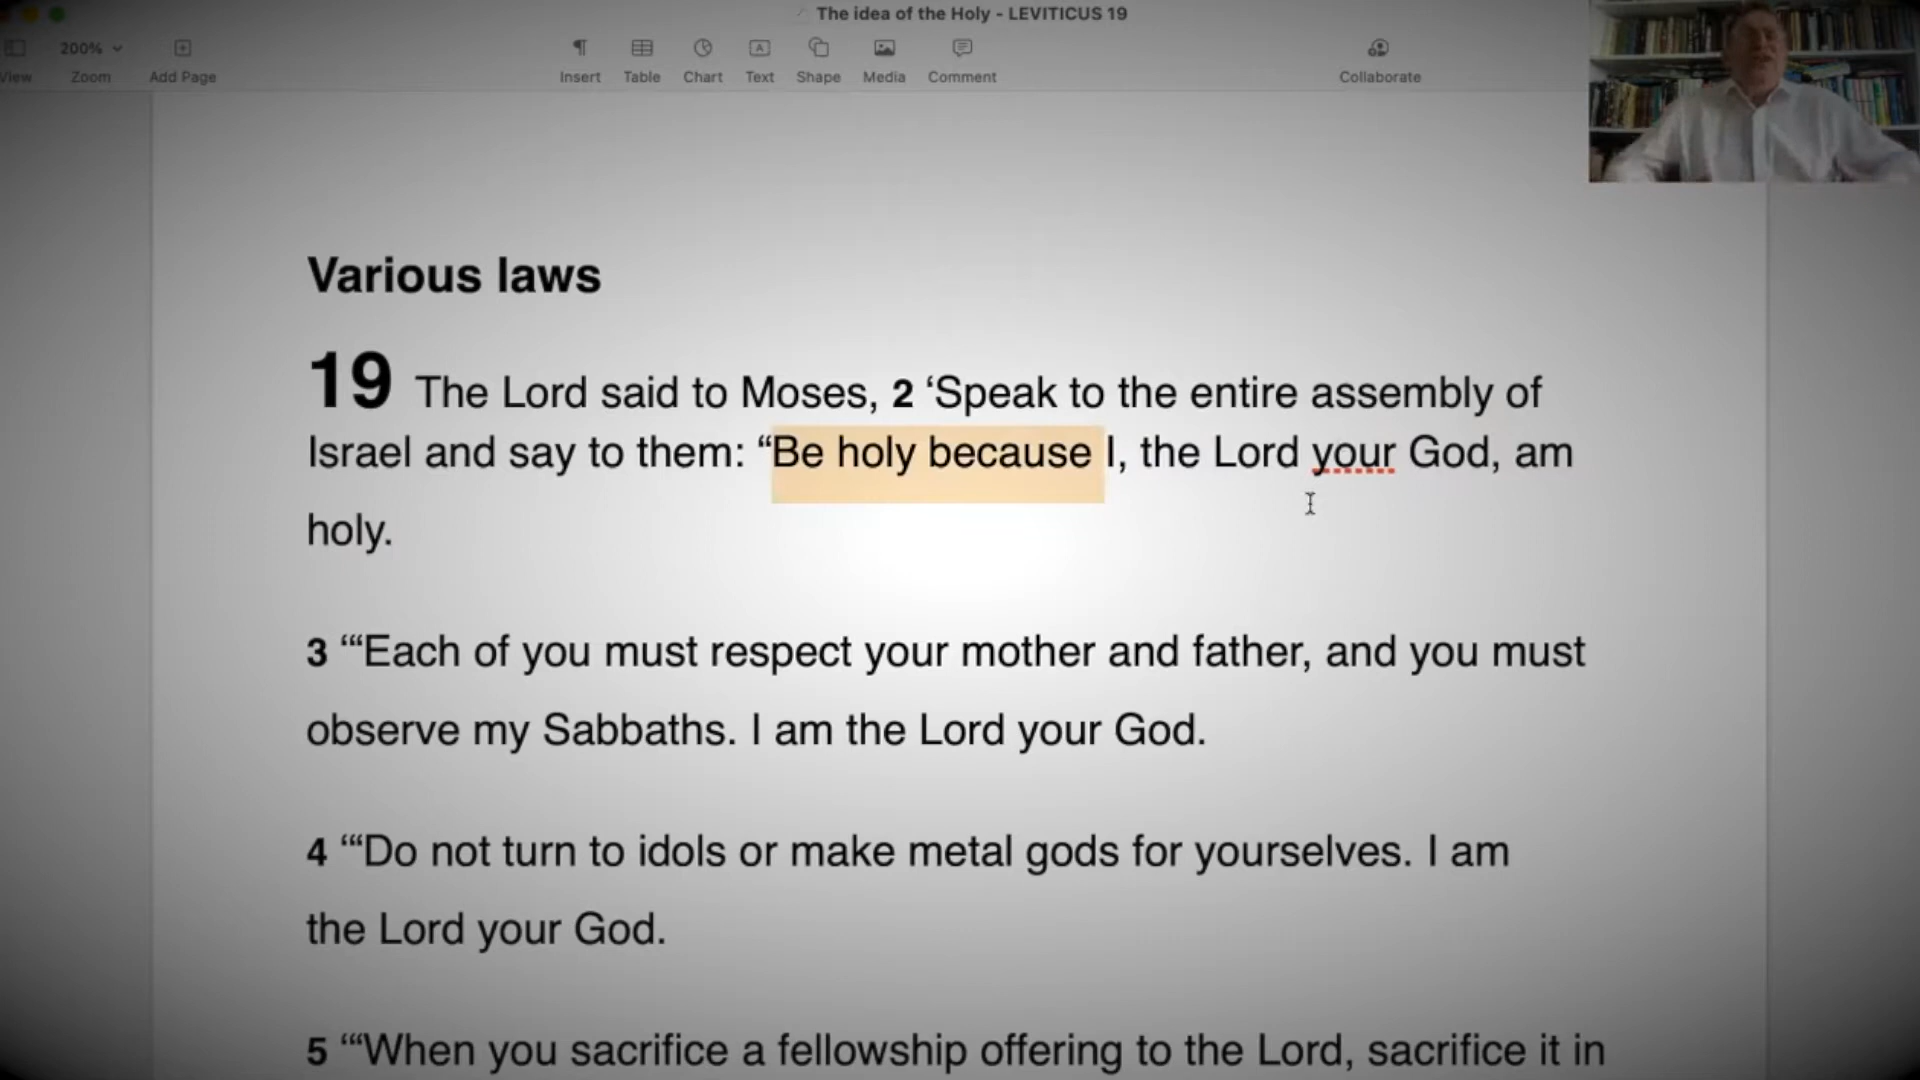 The idea of the Holy - LEVITICUS 19
200%
View
Zoom
Add Page
Insert
Table
Chart
Text
Shape
Media
Comment
Collaborate
Various laws
19 The Lord said to Moses, 2 ‘Speak to the entire assembly of
Israel and say to them: “Be holy because I, the Lord your God, am
holy.
3 “‘Each of you must respect your mother and father, and you must
observe my Sabbaths. I am the Lord your God.
4 “‘Do not turn to idols or make metal gods for yourselves. I am
the Lord your God.
5 “‘When you sacrifice a fellowship offering to the Lord, sacrifice it in